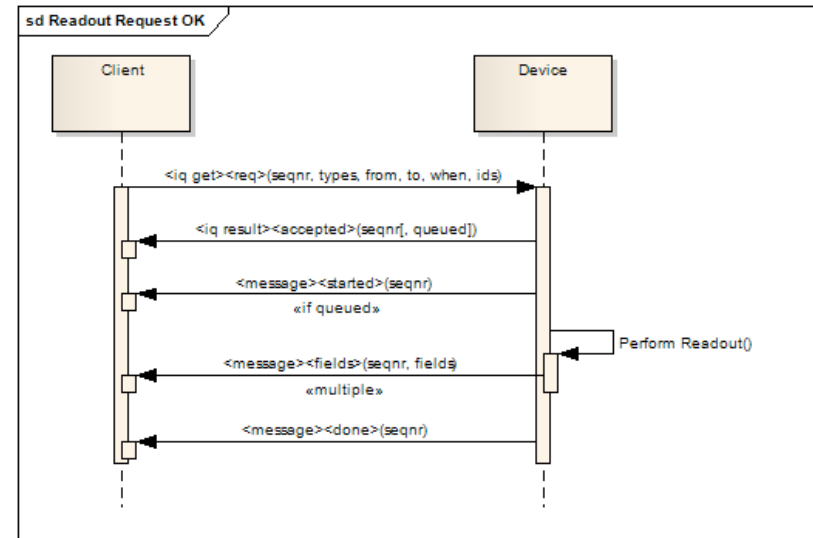 sd Readout Request OK
Client
Device
<iq get><req>(seqnr, types, from, to, when, ids)
<iq result><accepted>(seqnr[, queued])
<message><started>(seqnr)
«if queued»
Perform Readout()
<message><fields>(seqnr, fields)
«multiple»
<message><done>(seqnr)